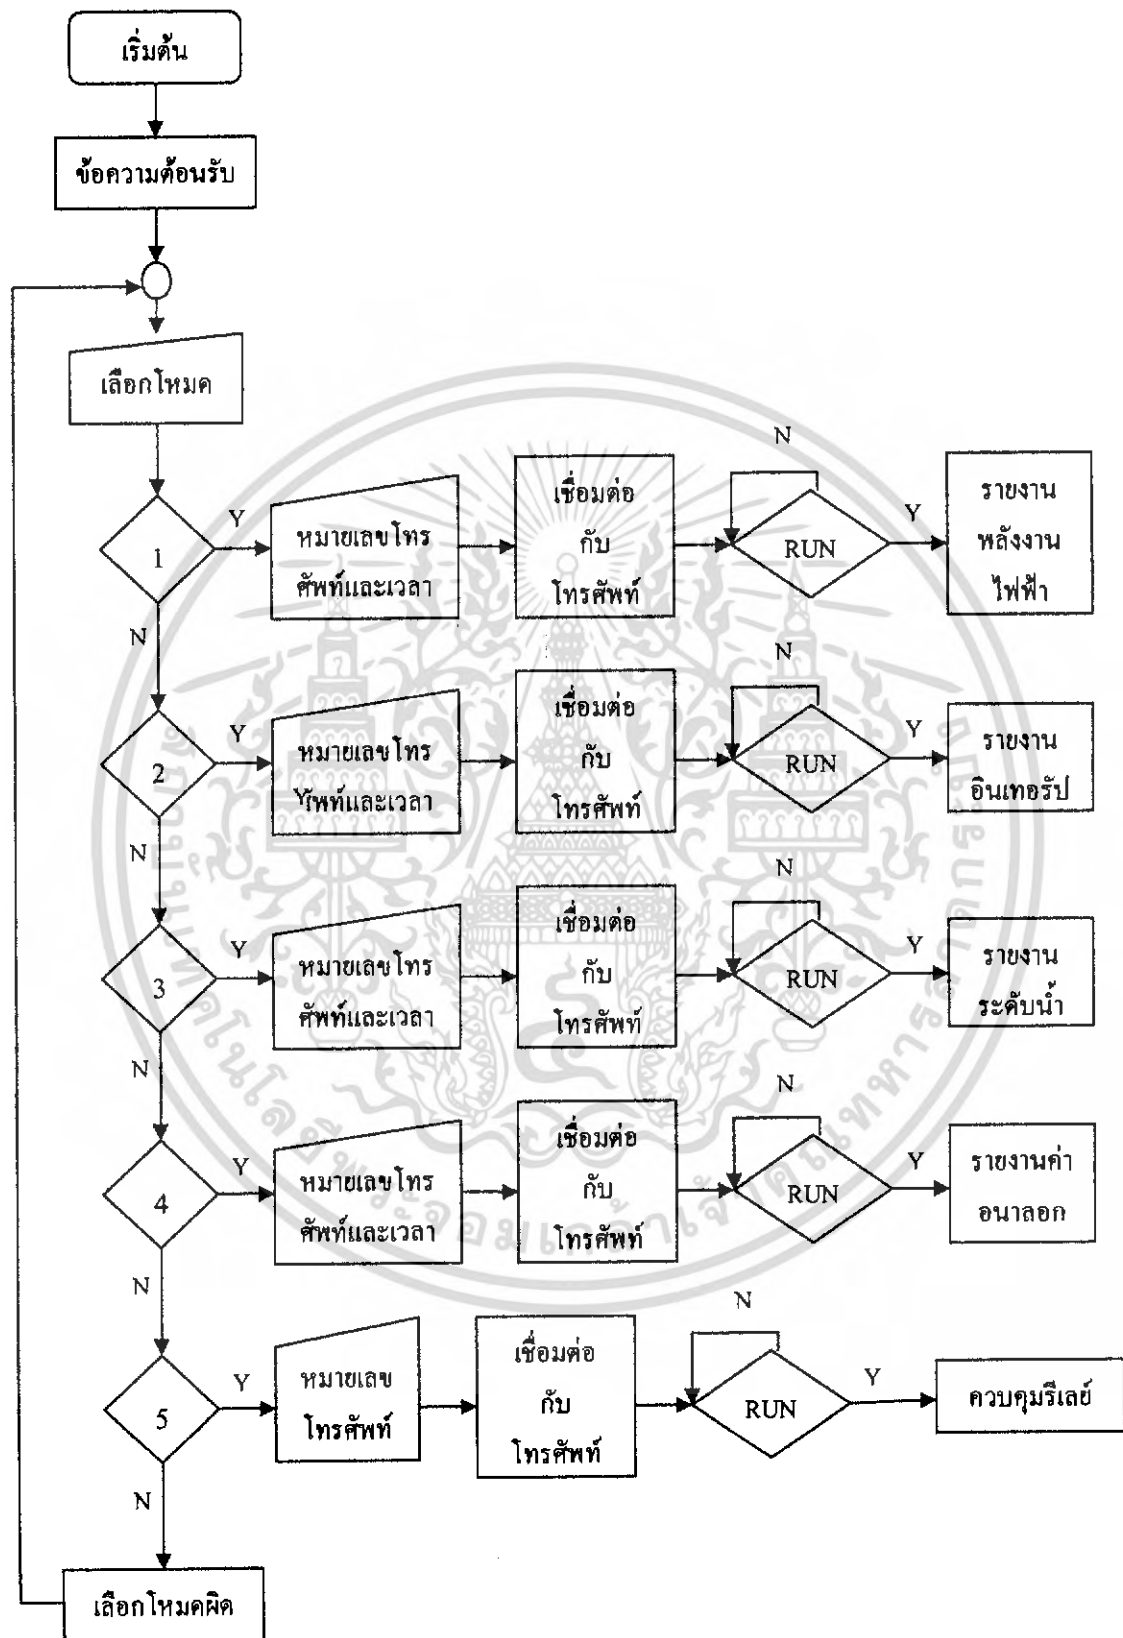 เริ่มต้น
ข้อความต้อนรับ
เลือกโหมด
1
Y
N
หมายเลขโทร
ศัพท์และเวลา
เชื่อมต่อ
กับ
โทรศัพท์
N
RUN
Y
รายงาน
พลังงาน
ไฟฟ้า
2
Y
N
หมายเลขโทร
เชื่อมต่อ
กับ
โทรศัพท์
N
RUN
Y
รายงาน
อินเทอรัป
3
Y
N
หมายเลขโทร
ศัพท์และเวลา
เชื่อมต่อ
กับ
โทรศัพท์
N
RUN
Y
รายงาน
ระดับน้ำ
4
Y
N
หมายเลขโทร
ศัพท์และเวลา
เชื่อมต่อ
กับ
โทรศัพท์
N
RUN
Y
รายงานค่า
อนาลอก
5
Y
N
หมายเลข
โทรศัพท์
เชื่อมต่อ
กับ
โทรศัพท์
N
RUN
Y
ควบคุมรีเลย์
เลือกโหมดผิด